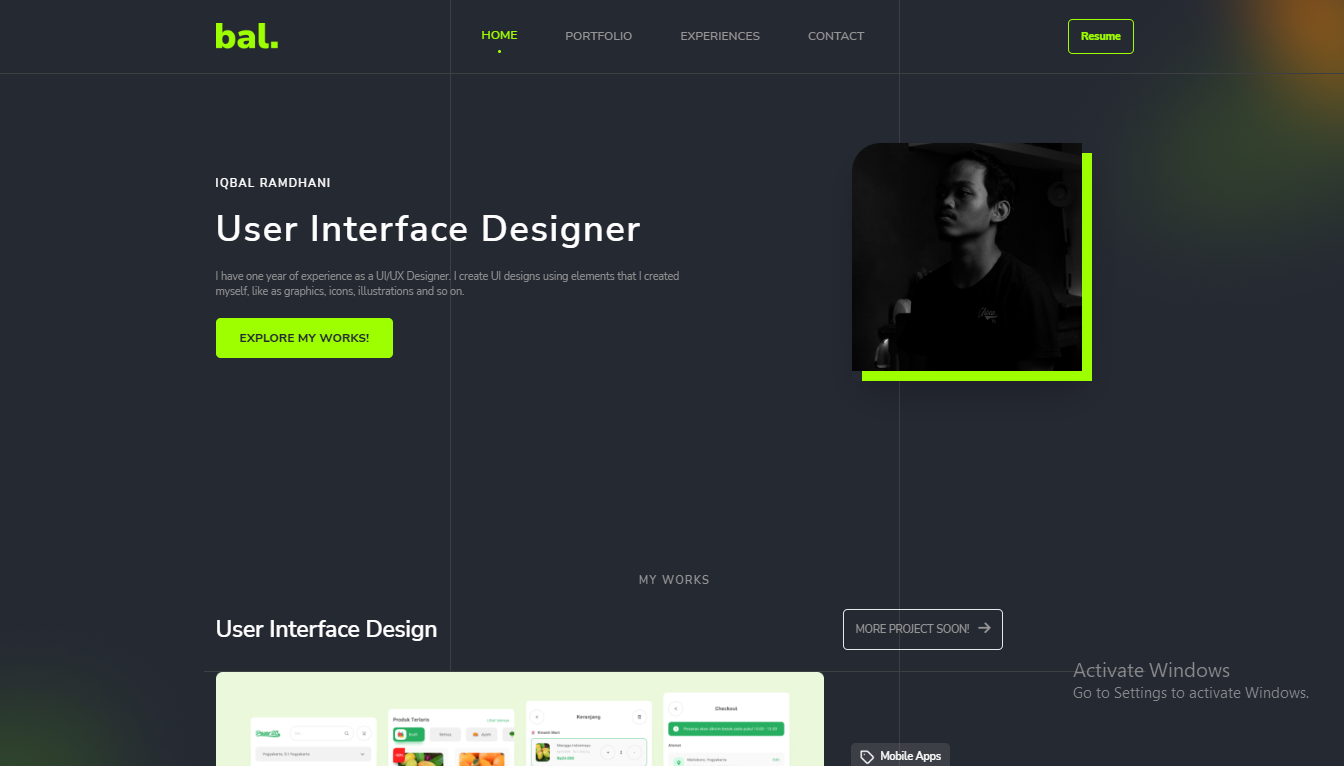 bal.
HOME
PORTFOLIO
EXPERIENCES
CONTACT
Resume
IQBAL RAMDHANI
User Interface Designer
I have one year of experience as a UI/UX Designer. I create UI designs using elements that I created
myself, like as graphics, icons, illustrations and so on.
EXPLORE MY WORKS!
MY WORKS
User Interface Design
MORE PROJECT SOON!
Activate Windows
Go to Settings to activate Windows.
Produk Terlaris
Keranjang
Checkout
Alamat
Mobile Apps